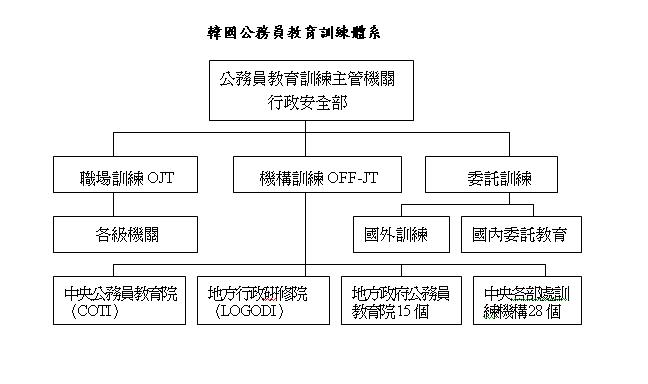 韓國公務員教育訓練體系
公務員教育訓練主管機關
行政安全部
職場訓練 OJT
機構訓練 OFF-JT
委託訓練
各級機關
國外訓練
國內委託教育
中央公務員教育院
(COTI)
地方行政研修院
(LOGODI)
地方政府公務員
教育院 15 個
中央各部處訓
練機構 28 個